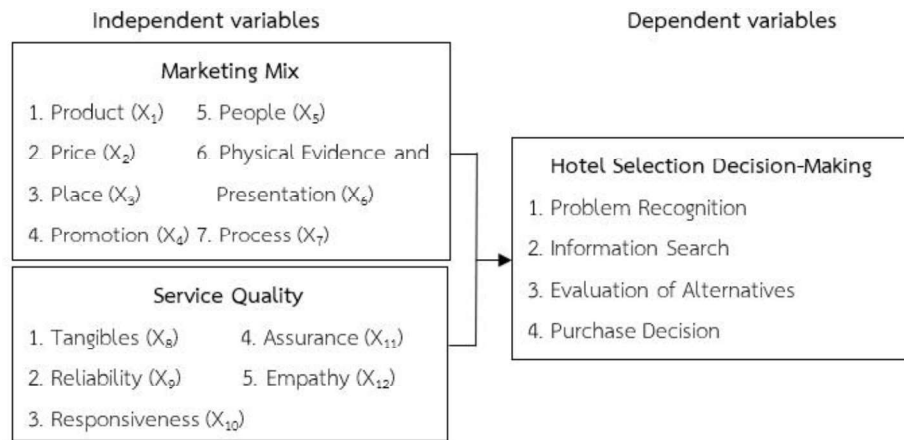 Independent variables
Dependent variables
Marketing Mix
1. Product (X₁) 5. People (X₅)
2. Price (X₂) 6. Physical Evidence and
3. Place (X₃) Presentation (X₆)
4. Promotion (X₄) 7. Process (X₇)
Service Quality
1. Tangibles (X₈) 4. Assurance (X₁₁)
2. Reliability (X₉) 5. Empathy (X₁₂)
3. Responsiveness (X₁₀)
Hotel Selection Decision-Making
1. Problem Recognition
2. Information Search
3. Evaluation of Alternatives
4. Purchase Decision